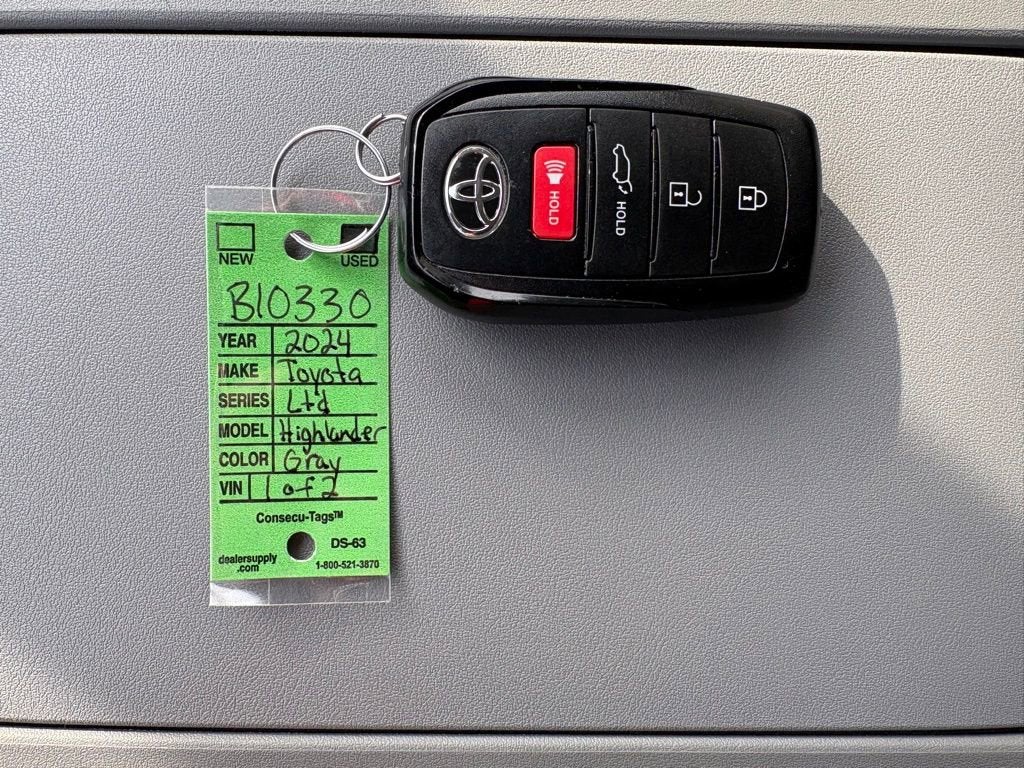 NEW USED
B10330
YEAR 2024
MAKE Toyota
SERIES Ltd
MODEL Highlander
COLOR Gray
VIN 1 of 2
Consecu-Tags™
DS-63
dealersupply
.com
1-800-521-3870
HOLD
HOLD